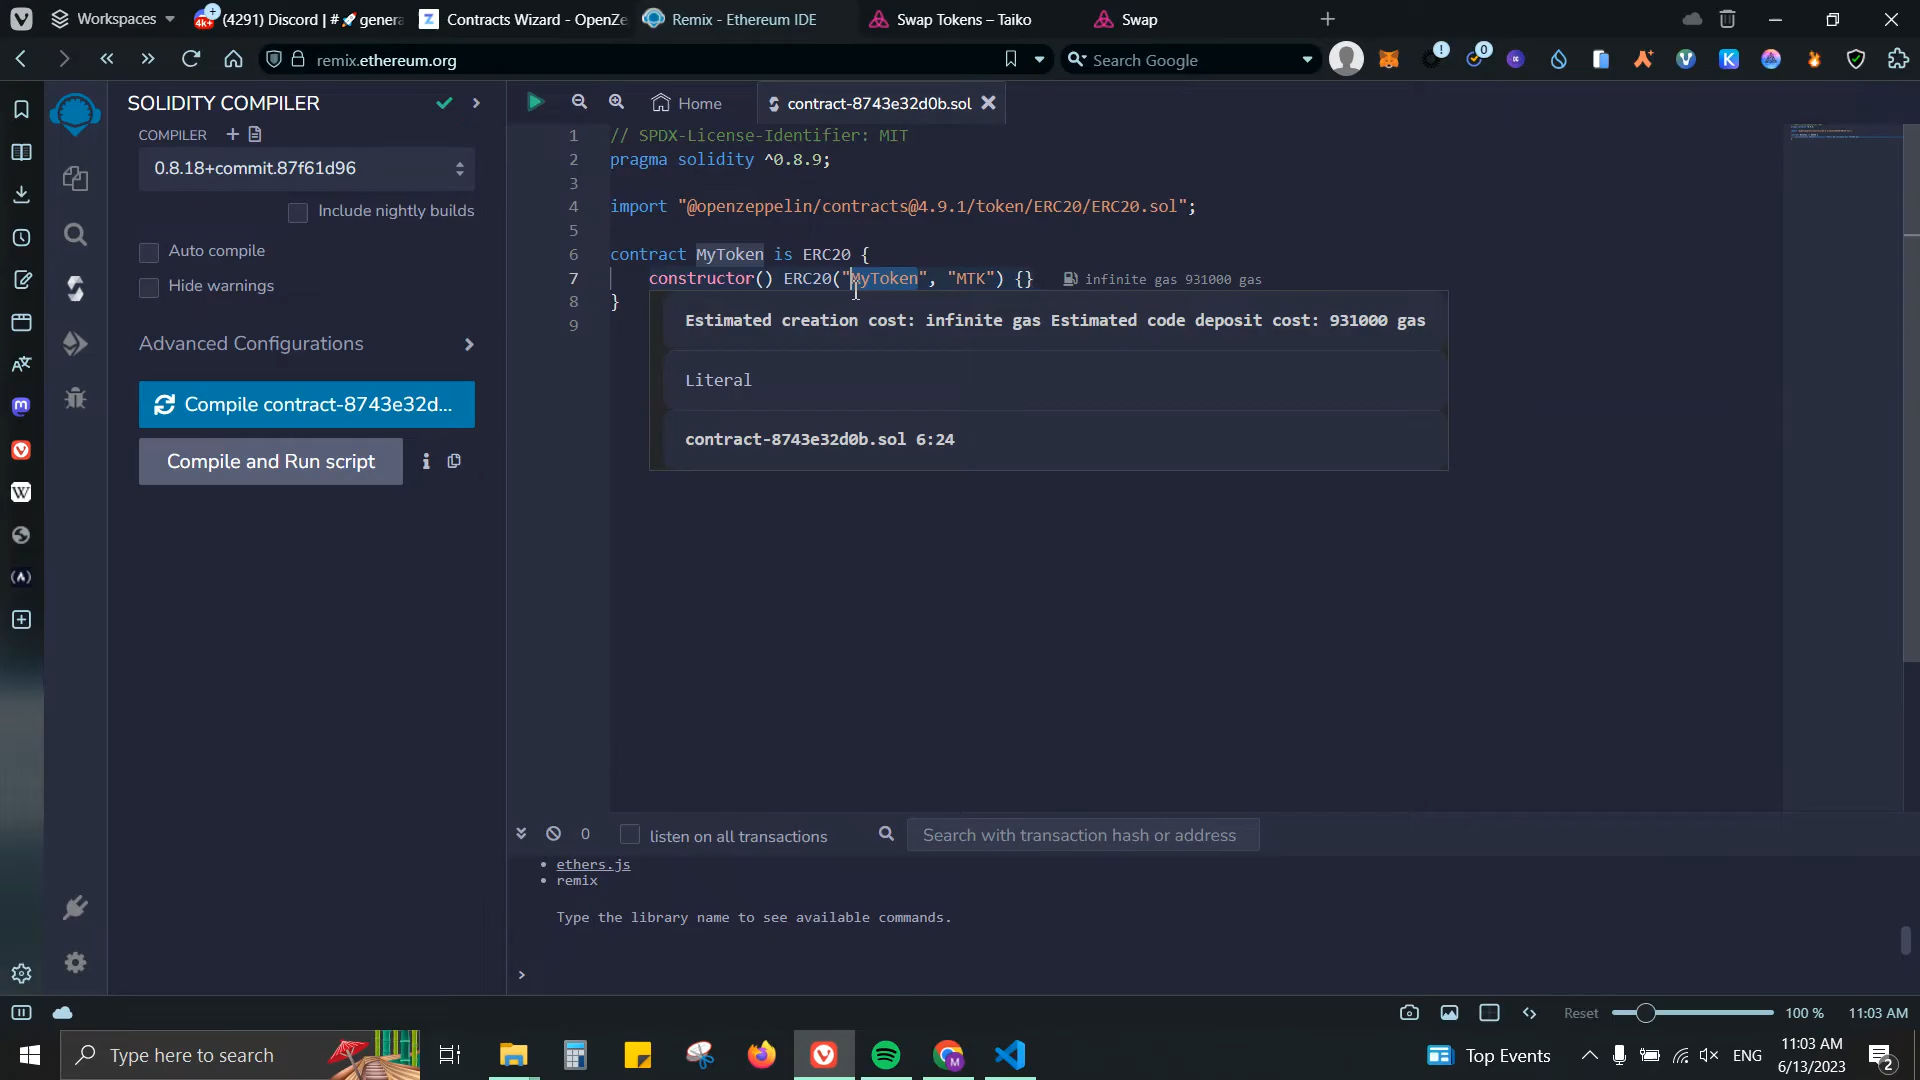 Workspaces
(4291) Discord | #🚀 genera
Contracts Wizard - OpenZe
Remix - Ethereum IDE
Swap Tokens – Taiko
Swap
4K+
remix.ethereum.org
Search Google
!
0
SOLIDITY COMPILER
COMPILER
0.8.18+commit.87f61d96
Include nightly builds
Auto compile
Hide warnings
Advanced Configurations
Compile contract-8743e32d...
Compile and Run script
Home
contract-8743e32d0b.sol
1 // SPDX-License-Identifier: MIT
2 pragma solidity ^0.8.9;
3
4 import "@openzeppelin/contracts@4.9.1/token/ERC20/ERC20.sol";
5
6 contract MyToken is ERC20 {
7 constructor() ERC20("MyToken", "MTK") {} infinite gas 931000 gas
8 }
9
Estimated creation cost: infinite gas Estimated code deposit cost: 931000 gas
Literal
contract-8743e32d0b.sol 6:24
0
listen on all transactions
Search with transaction hash or address
• ethers.js
• remix
Type the library name to see available commands.
>
Reset
100 %
11:03 AM
Type here to search
Top Events
ENG
11:03 AM
6/13/2023
2